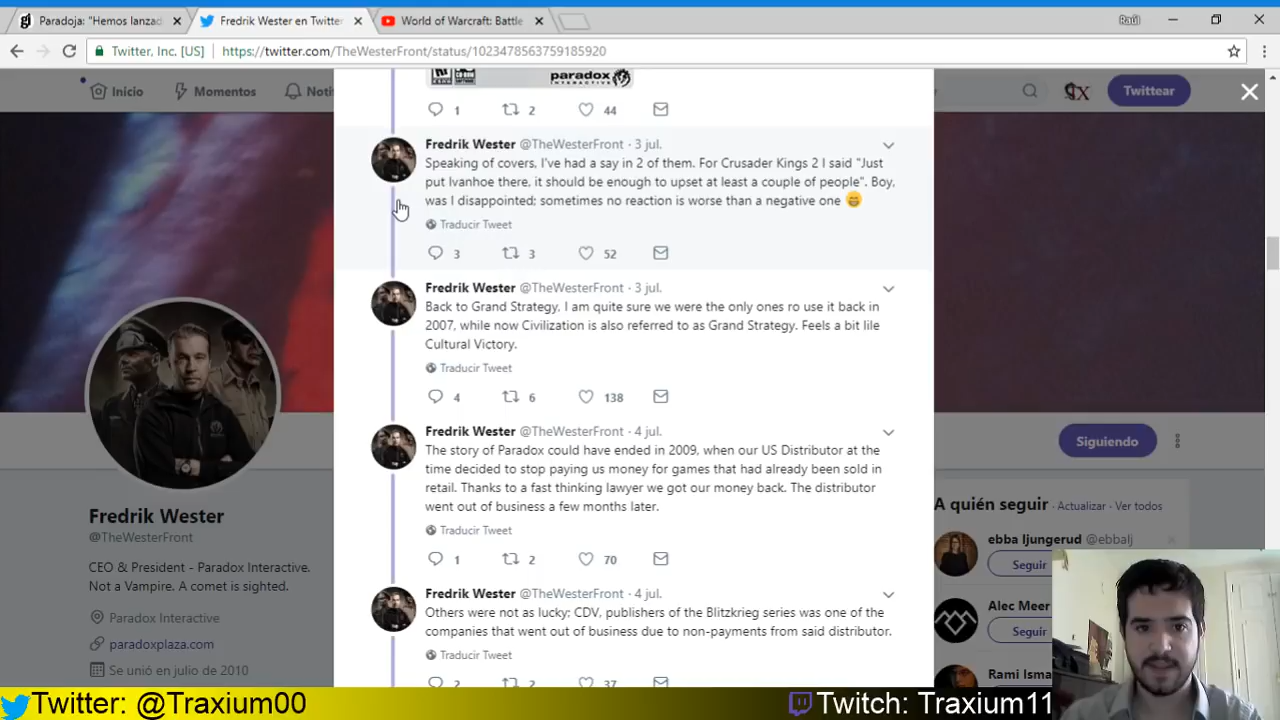 Paradoja: "Hemos lanzad
Fredrik Wester en Twitter
World of Warcraft: Battle
Raúl
Twitter, Inc. [US]
https://twitter.com/TheWesterFront/status/1023478563759185920
Inicio
Momentos
Noti
Twittear
paradox
INTERACTIVE
1 2 44
Fredrik Wester @TheWesterFront · 3 jul.
Speaking of covers, I've had a say in 2 of them. For Crusader Kings 2 I said "Just
put Ivanhoe there, it should be enough to upset at least a couple of people". Boy,
was I disappointed; sometimes no reaction is worse than a negative one 😄
Traducir Tweet
3 3 52
Fredrik Wester @TheWesterFront · 3 jul.
Back to Grand Strategy. I am quite sure we were the only ones ro use it back in
2007, while now Civilization is also referred to as Grand Strategy. Feels a bit lile
Cultural Victory.
Traducir Tweet
4 6 138
Fredrik Wester @TheWesterFront · 4 jul.
The story of Paradox could have ended in 2009, when our US Distributor at the
time decided to stop paying us money for games that had already been sold in
retail. Thanks to a fast thinking lawyer we got our money back. The distributor
went out of business a few months later.
Traducir Tweet
1 2 70
Fredrik Wester @TheWesterFront · 4 jul.
Others were not as lucky: CDV, publishers of the Blitzkrieg series was one of the
companies that went out of business due to non-payments from said distributor.
Traducir Tweet
2 2 37
Fredrik Wester
@TheWesterFront
CEO & President - Paradox Interactive.
Not a Vampire. A comet is sighted.
Paradox Interactive
paradoxplaza.com
Se unió en julio de 2010
Siguiendo
A quién seguir · Actualizar · Ver todos
ebba ljungerud @ebbalj
Seguir
Alec Meer
Seguir
Rami Isma
Twitter: @Traxium00
Twitch: Traxium11